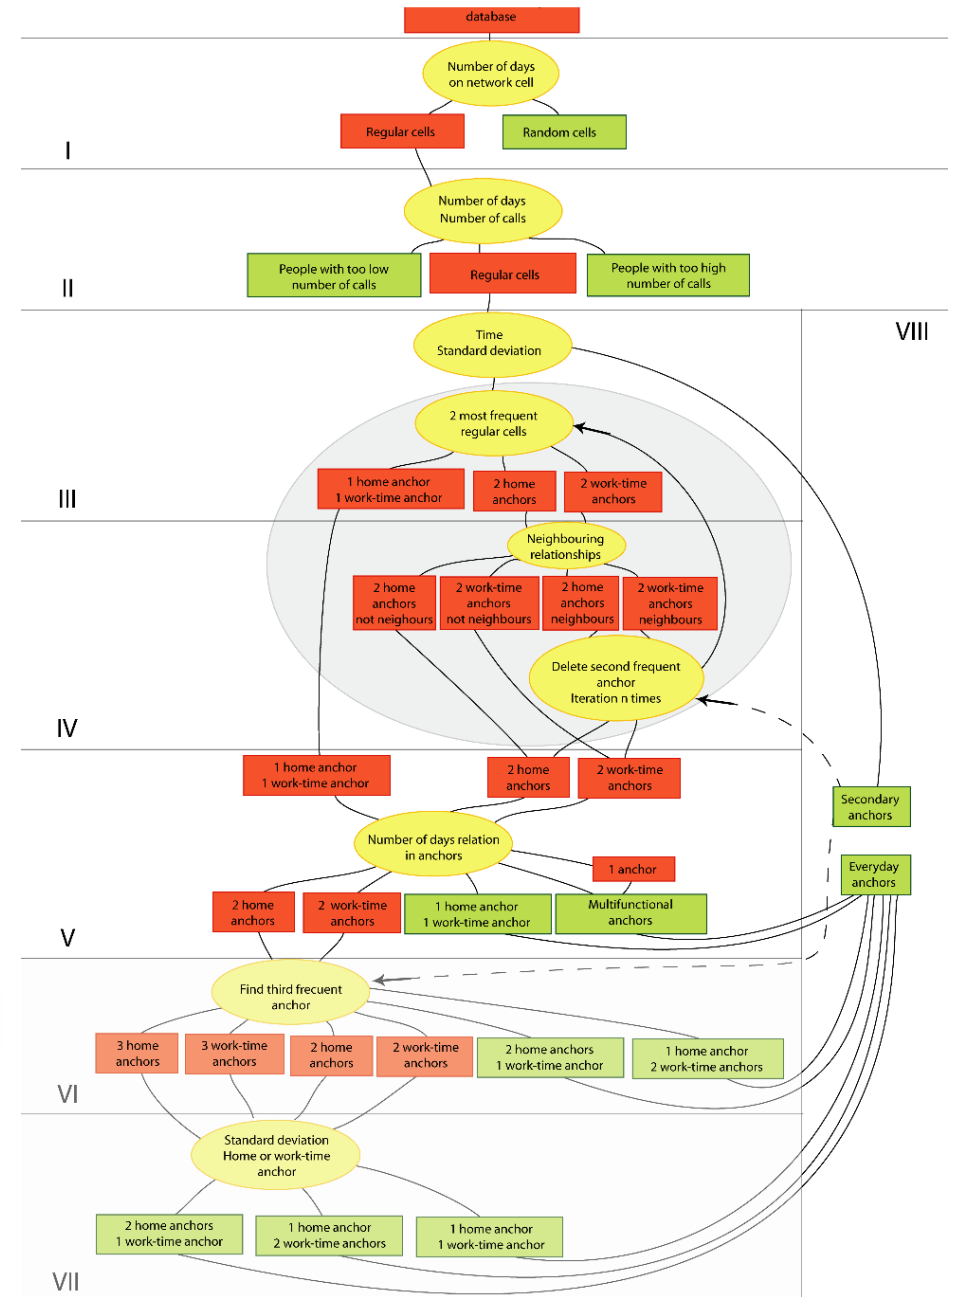 database
Number of days
on network cell
Regular cells
Random cells
I
Number of days
Number of calls
People with too low
number of calls
Regular cells
People with too high
number of calls
II
Time
Standard deviation
VIII
2 most frequent
regular cells
1 home anchor
1 work-time anchor
2 home
anchors
2 work-time
anchors
III
Neighbouring
relationships
2 home
anchors
not neighbours
2 work-time
anchors
not neighbours
2 home
anchors
neighbours
2 work-time
anchors
neighbours
Delete second frequent
anchor
Iteration n times
IV
1 home anchor
1 work-time anchor
2 home
anchors
2 work-time
anchors
Secondary
anchors
Number of days relation
in anchors
1 anchor
Everyday
anchors
2 home
anchors
2 work-time
anchors
1 home anchor
1 work-time anchor
Multifunctional
anchors
V
Find third frecuent
anchor
3 home
anchors
3 work-time
anchors
2 home
anchors
2 work-time
anchors
2 home anchors
1 work-time anchor
1 home anchor
2 work-time anchors
VI
Standard deviation
Home or work-time
anchor
2 home anchors
1 work-time anchor
1 home anchor
2 work-time anchors
1 home anchor
1 work-time anchor
VII